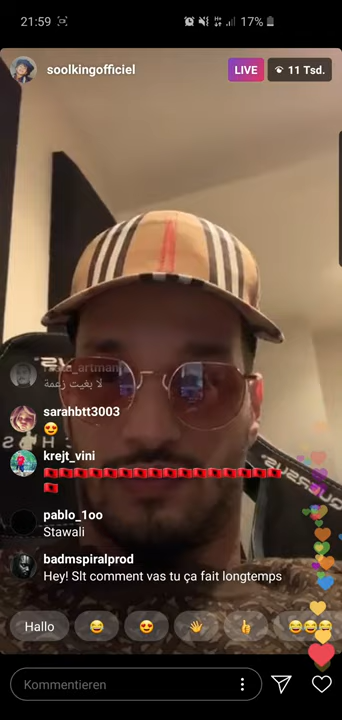 21:59
17%
soolkingofficiel
LIVE
11 Tsd.
لا بغيت زعمة
sarahbtt3003
😍
krejt_vini
🇦🇱🇦🇱🇦🇱🇦🇱🇦🇱🇦🇱🇦🇱🇦🇱🇦🇱🇦🇱🇦🇱🇦🇱🇦🇱🇦🇱🇦🇱🇦🇱
🇦🇱
pablo_1oo
Stawali
badmspiralprod
Hey! Slt comment vas tu ça fait longtemps
Hallo 😂 😍 👋 👍 😂😂😂
Kommentieren